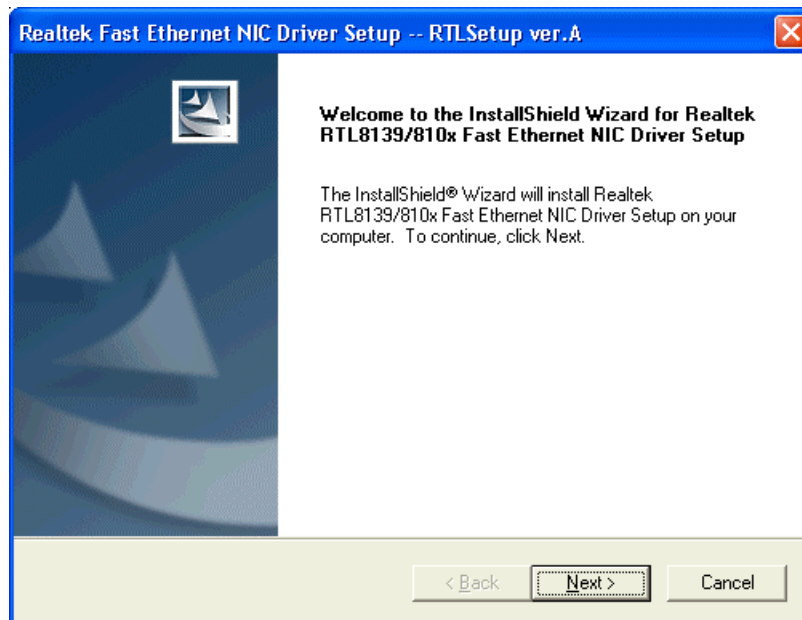 Realtek Fast Ethernet NIC Driver Setup -- RTLSetup ver.A
Welcome to the InstallShield Wizard for Realtek
RTL8139/810x Fast Ethernet NIC Driver Setup
The InstallShield® Wizard will install Realtek
RTL8139/810x Fast Ethernet NIC Driver Setup on your
computer. To continue, click Next.
< Back Next > Cancel